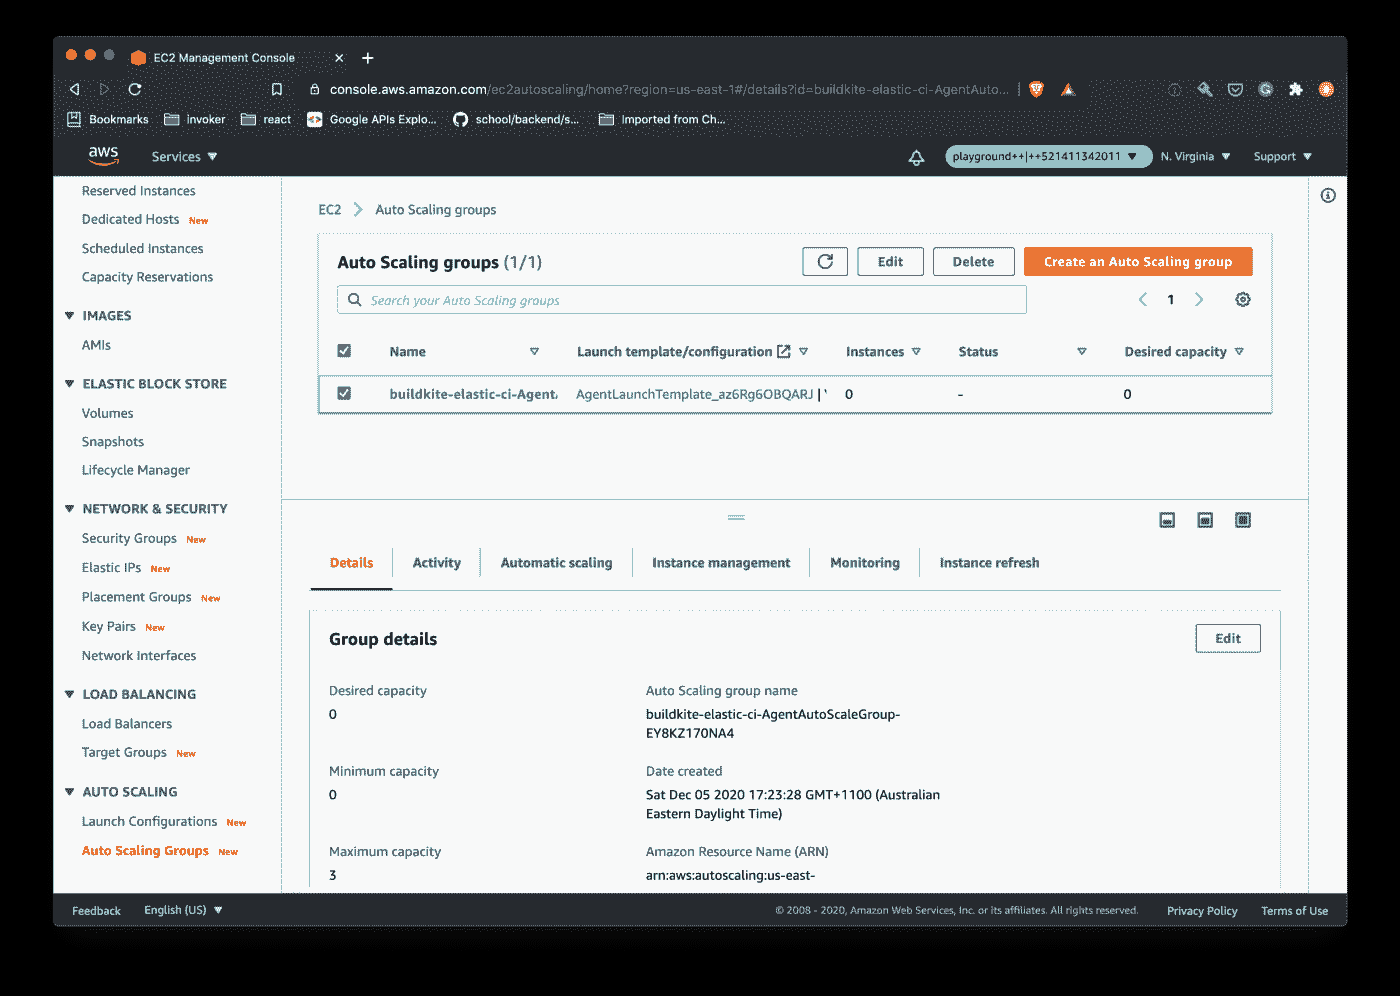 EC2 Management Console
console.aws.amazon.com/ec2autoscaling/home?region=us-east-1#/details?id=buildkite-elastic-ci-AgentAuto...
Bookmarks invoker react Google APIs Explo... school/backend/s... Imported from Ch...
aws Services playground++|++521411342011 N. Virginia Support
Reserved Instances
Dedicated Hosts New
Scheduled Instances
Capacity Reservations
IMAGES
AMIs
ELASTIC BLOCK STORE
Volumes
Snapshots
Lifecycle Manager
NETWORK & SECURITY
Security Groups New
Elastic IPs New
Placement Groups New
Key Pairs New
Network Interfaces
LOAD BALANCING
Load Balancers
Target Groups New
AUTO SCALING
Launch Configurations New
Auto Scaling Groups New
EC2 Auto Scaling groups
Auto Scaling groups (1/1) Edit Delete Create an Auto Scaling group
Search your Auto Scaling groups 1
Name Launch template/configuration Instances Status Desired capacity
buildkite-elastic-ci-Agent. AgentLaunchTemplate_az6Rg6OBQARJ | 0 - 0
Details Activity Automatic scaling Instance management Monitoring Instance refresh
Group details Edit
Desired capacity
0
Minimum capacity
0
Maximum capacity
3
Auto Scaling group name
buildkite-elastic-ci-AgentAutoScaleGroup-
EY8KZ170NA4
Date created
Sat Dec 05 2020 17:23:28 GMT+1100 (Australian
Eastern Daylight Time)
Amazon Resource Name (ARN)
arn:aws:autoscaling:us-east-
Feedback English (US) © 2008 - 2020, Amazon Web Services, Inc. or its affiliates. All rights reserved. Privacy Policy Terms of Use